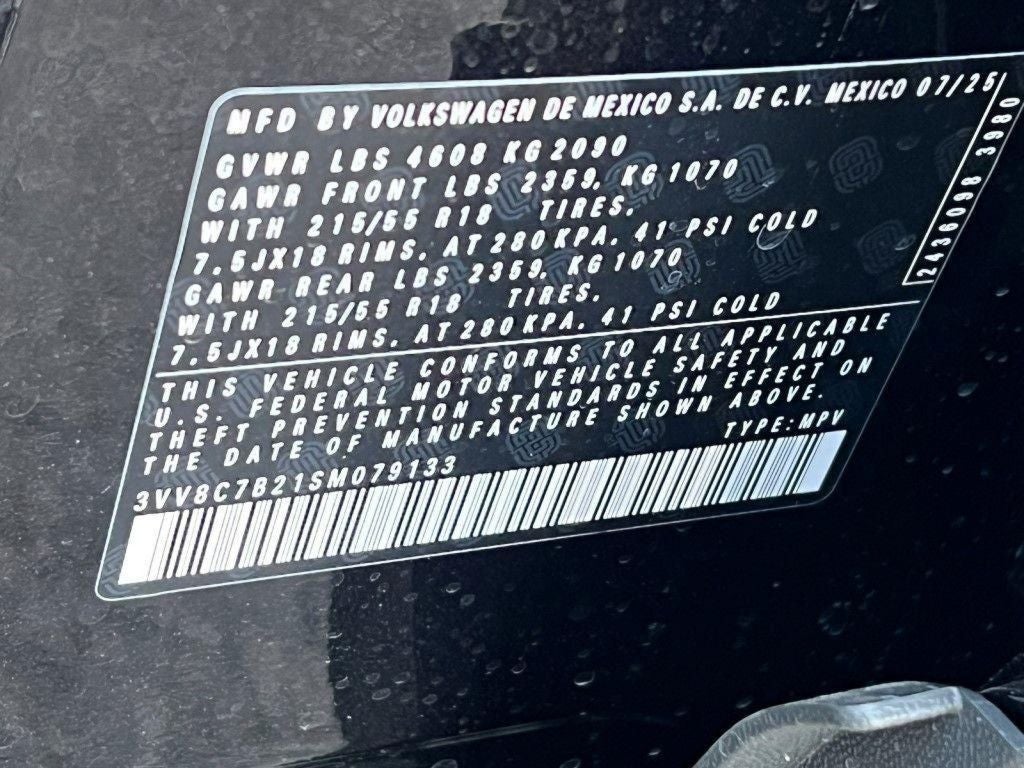 MFD BY VOLKSWAGEN DE MEXICO S.A. DE C.V. MEXICO 07/25
GVWR LBS 4608 KG 2090
GAWR FRONT LBS 2359, KG 1070
WITH 215/55 R18 TIRES,
7.5JX18 RIMS, AT 280 KPA, 41 PSI COLD
GAWR REAR LBS 2359, KG 1070
WITH 215/55 R18 TIRES,
7.5JX18 RIMS, AT 280 KPA, 41 PSI COLD
2436098 3980
THIS VEHICLE CONFORMS TO ALL APPLICABLE
U.S. FEDERAL MOTOR VEHICLE SAFETY AND
THEFT PREVENTION STANDARDS IN EFFECT ON
THE DATE OF MANUFACTURE SHOWN ABOVE.
TYPE:MPV
3VV8C7B21SM079133